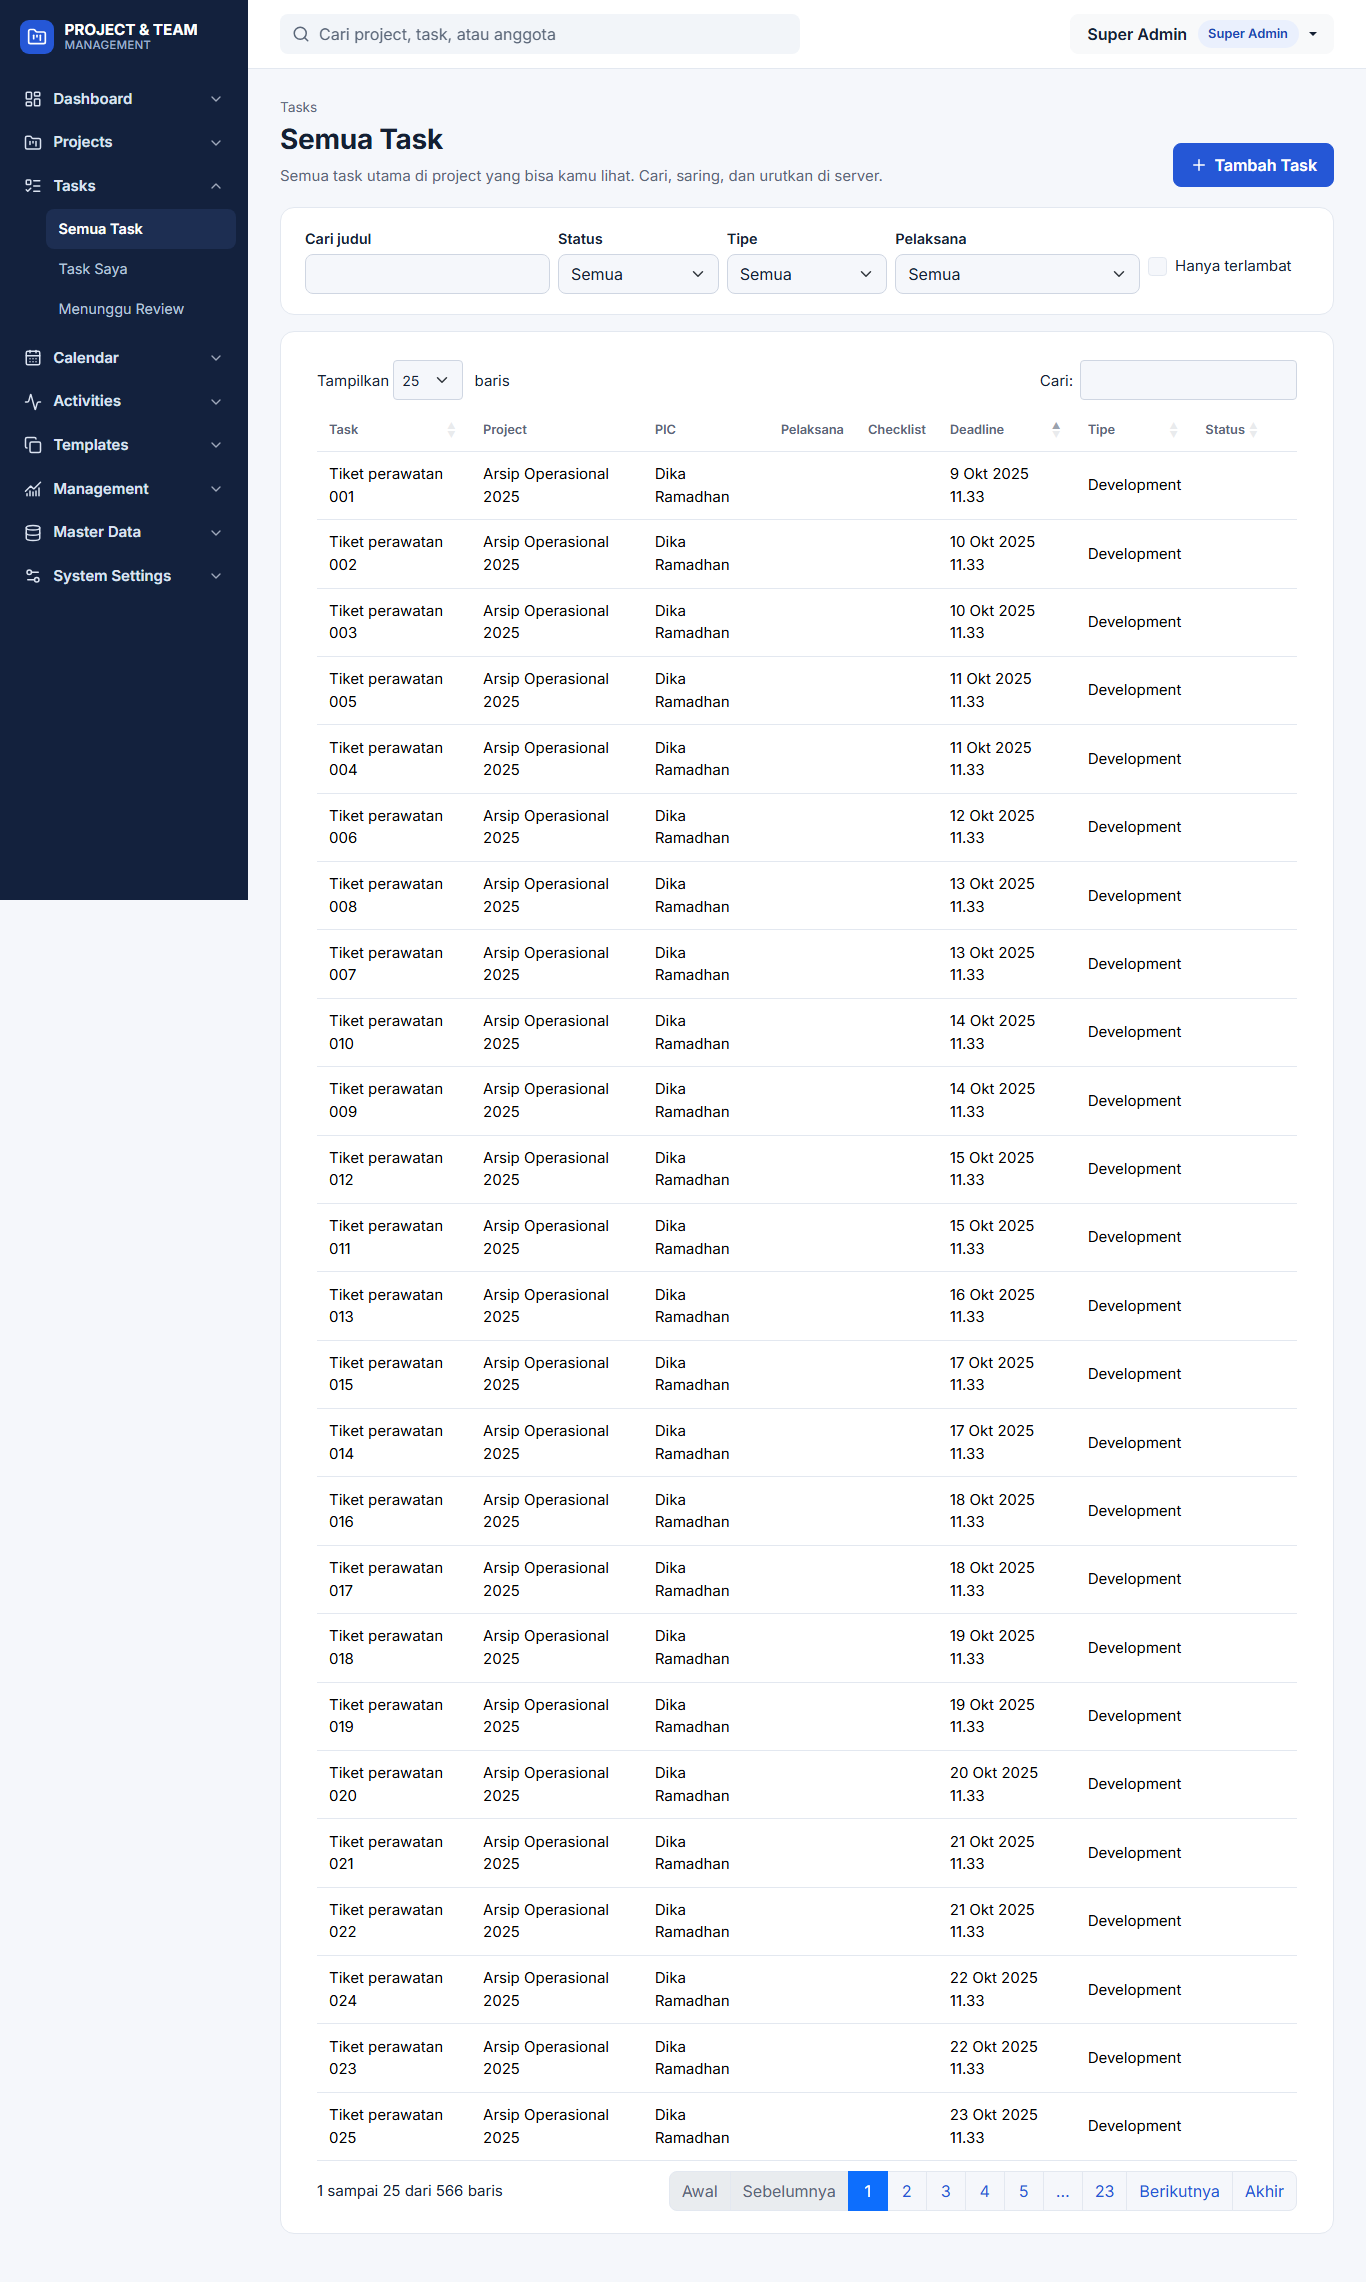 PROJECT & TEAM
MANAGEMENT
Cari project, task, atau anggota
Super Admin Super Admin
Dashboard
Projects
Tasks
Semua Task
Task Saya
Menunggu Review
Calendar
Activities
Templates
Management
Master Data
System Settings
Tasks
Semua Task
Semua task utama di project yang bisa kamu lihat. Cari, saring, dan urutkan di server.
Tambah Task
Cari judul Status Tipe Pelaksana
Semua Semua Semua Hanya terlambat
Tampilkan 25 baris Cari:
Task Project PIC Pelaksana Checklist Deadline Tipe Status
Tiket perawatan 001 Arsip Operasional 2025 Dika Ramadhan 9 Okt 2025 11.33 Development
Tiket perawatan 002 Arsip Operasional 2025 Dika Ramadhan 10 Okt 2025 11.33 Development
Tiket perawatan 003 Arsip Operasional 2025 Dika Ramadhan 10 Okt 2025 11.33 Development
Tiket perawatan 005 Arsip Operasional 2025 Dika Ramadhan 11 Okt 2025 11.33 Development
Tiket perawatan 004 Arsip Operasional 2025 Dika Ramadhan 11 Okt 2025 11.33 Development
Tiket perawatan 006 Arsip Operasional 2025 Dika Ramadhan 12 Okt 2025 11.33 Development
Tiket perawatan 008 Arsip Operasional 2025 Dika Ramadhan 13 Okt 2025 11.33 Development
Tiket perawatan 007 Arsip Operasional 2025 Dika Ramadhan 13 Okt 2025 11.33 Development
Tiket perawatan 010 Arsip Operasional 2025 Dika Ramadhan 14 Okt 2025 11.33 Development
Tiket perawatan 009 Arsip Operasional 2025 Dika Ramadhan 14 Okt 2025 11.33 Development
Tiket perawatan 012 Arsip Operasional 2025 Dika Ramadhan 15 Okt 2025 11.33 Development
Tiket perawatan 011 Arsip Operasional 2025 Dika Ramadhan 15 Okt 2025 11.33 Development
Tiket perawatan 013 Arsip Operasional 2025 Dika Ramadhan 16 Okt 2025 11.33 Development
Tiket perawatan 015 Arsip Operasional 2025 Dika Ramadhan 17 Okt 2025 11.33 Development
Tiket perawatan 014 Arsip Operasional 2025 Dika Ramadhan 17 Okt 2025 11.33 Development
Tiket perawatan 016 Arsip Operasional 2025 Dika Ramadhan 18 Okt 2025 11.33 Development
Tiket perawatan 017 Arsip Operasional 2025 Dika Ramadhan 18 Okt 2025 11.33 Development
Tiket perawatan 018 Arsip Operasional 2025 Dika Ramadhan 19 Okt 2025 11.33 Development
Tiket perawatan 019 Arsip Operasional 2025 Dika Ramadhan 19 Okt 2025 11.33 Development
Tiket perawatan 020 Arsip Operasional 2025 Dika Ramadhan 20 Okt 2025 11.33 Development
Tiket perawatan 021 Arsip Operasional 2025 Dika Ramadhan 21 Okt 2025 11.33 Development
Tiket perawatan 022 Arsip Operasional 2025 Dika Ramadhan 21 Okt 2025 11.33 Development
Tiket perawatan 024 Arsip Operasional 2025 Dika Ramadhan 22 Okt 2025 11.33 Development
Tiket perawatan 023 Arsip Operasional 2025 Dika Ramadhan 22 Okt 2025 11.33 Development
Tiket perawatan 025 Arsip Operasional 2025 Dika Ramadhan 23 Okt 2025 11.33 Development
1 sampai 25 dari 566 baris Awal Sebelumnya 1 2 3 4 5 … 23 Berikutnya Akhir